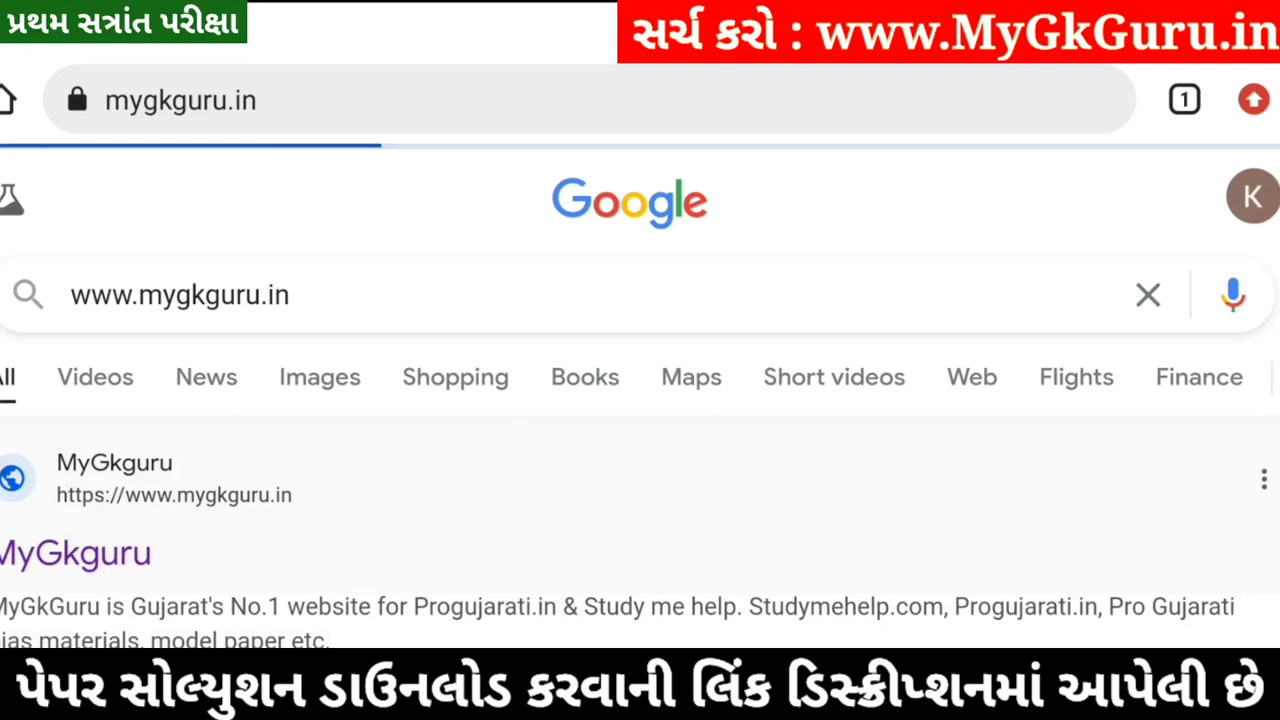 પ્રથમ સત્રાંત પરીક્ષા
સર્ચ કરો : www.MyGkGuru.in
mygkguru.in
1
Google
K
www.mygkguru.in
All Videos News Images Shopping Books Maps Short videos Web Flights Finance
MyGkguru
https://www.mygkguru.in
MyGkguru
MyGkGuru is Gujarat's No.1 website for Progujarati.in & Study me help. Studymehelp.com, Progujarati.in, Pro Gujarati
materials, model paper etc.
પેપર સોલ્યુશન ડાઉનલોડ કરવાની લિંક ડિસ્ક્રીપ્શનમાં આપેલી છે